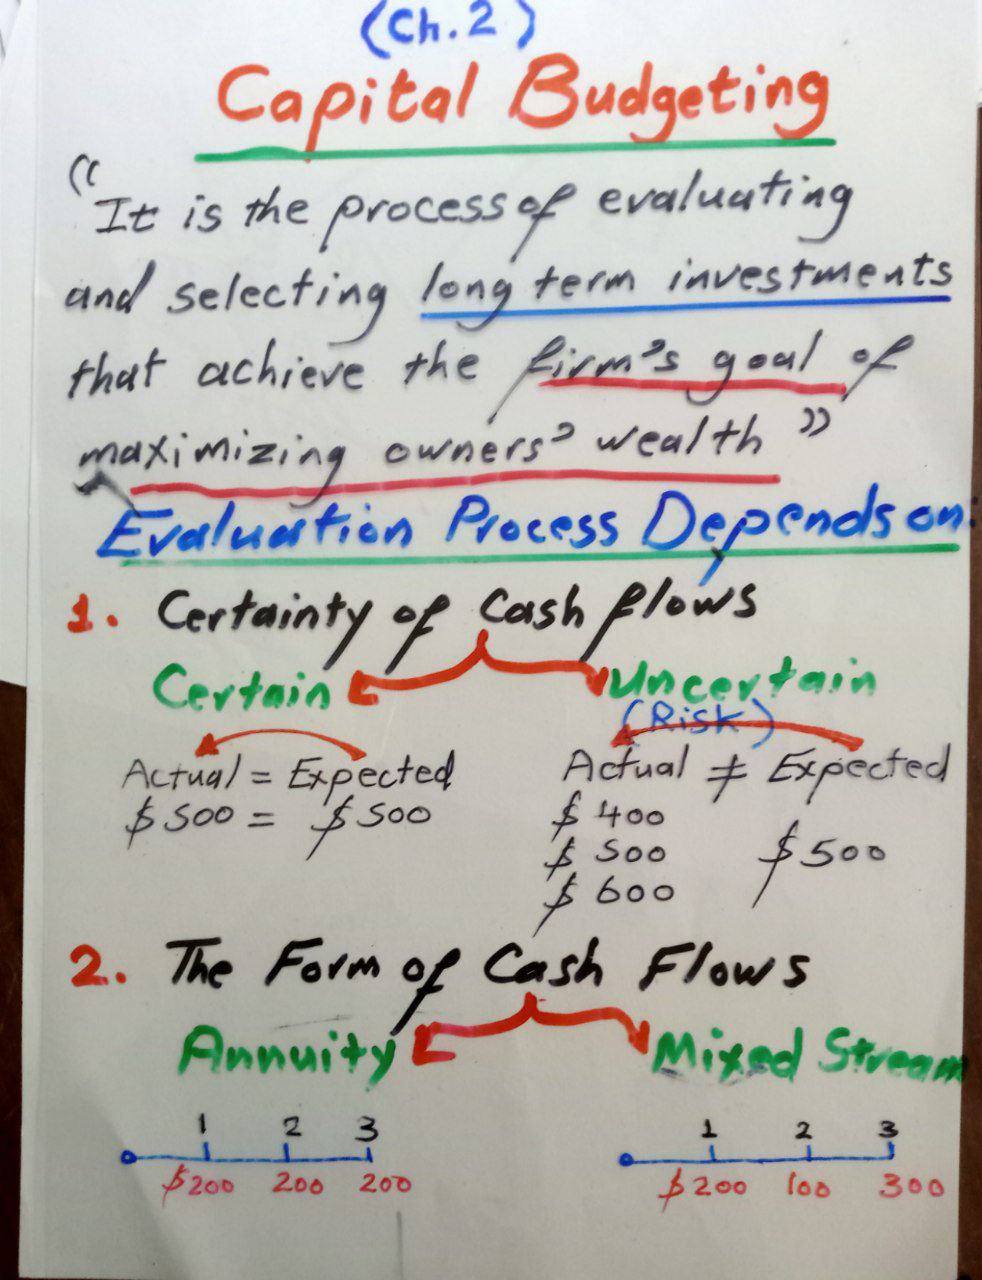 (Ch. 2)
Capital Budgeting
"It is the process of evaluating
and selecting long term investments
that achieve the firm's goal of
maximizing owners' wealth"
Evaluation Process Depends on:
1. Certainty of Cash flows
Certain Uncertain
(Risk)
Actual = Expected Actual ≠ Expected
$500 = $500 $400
$500 $500
$600
2. The Form of Cash Flows
Annuity Mixed Stream
1 2 3 1 2 3
$200 200 200 $200 100 300